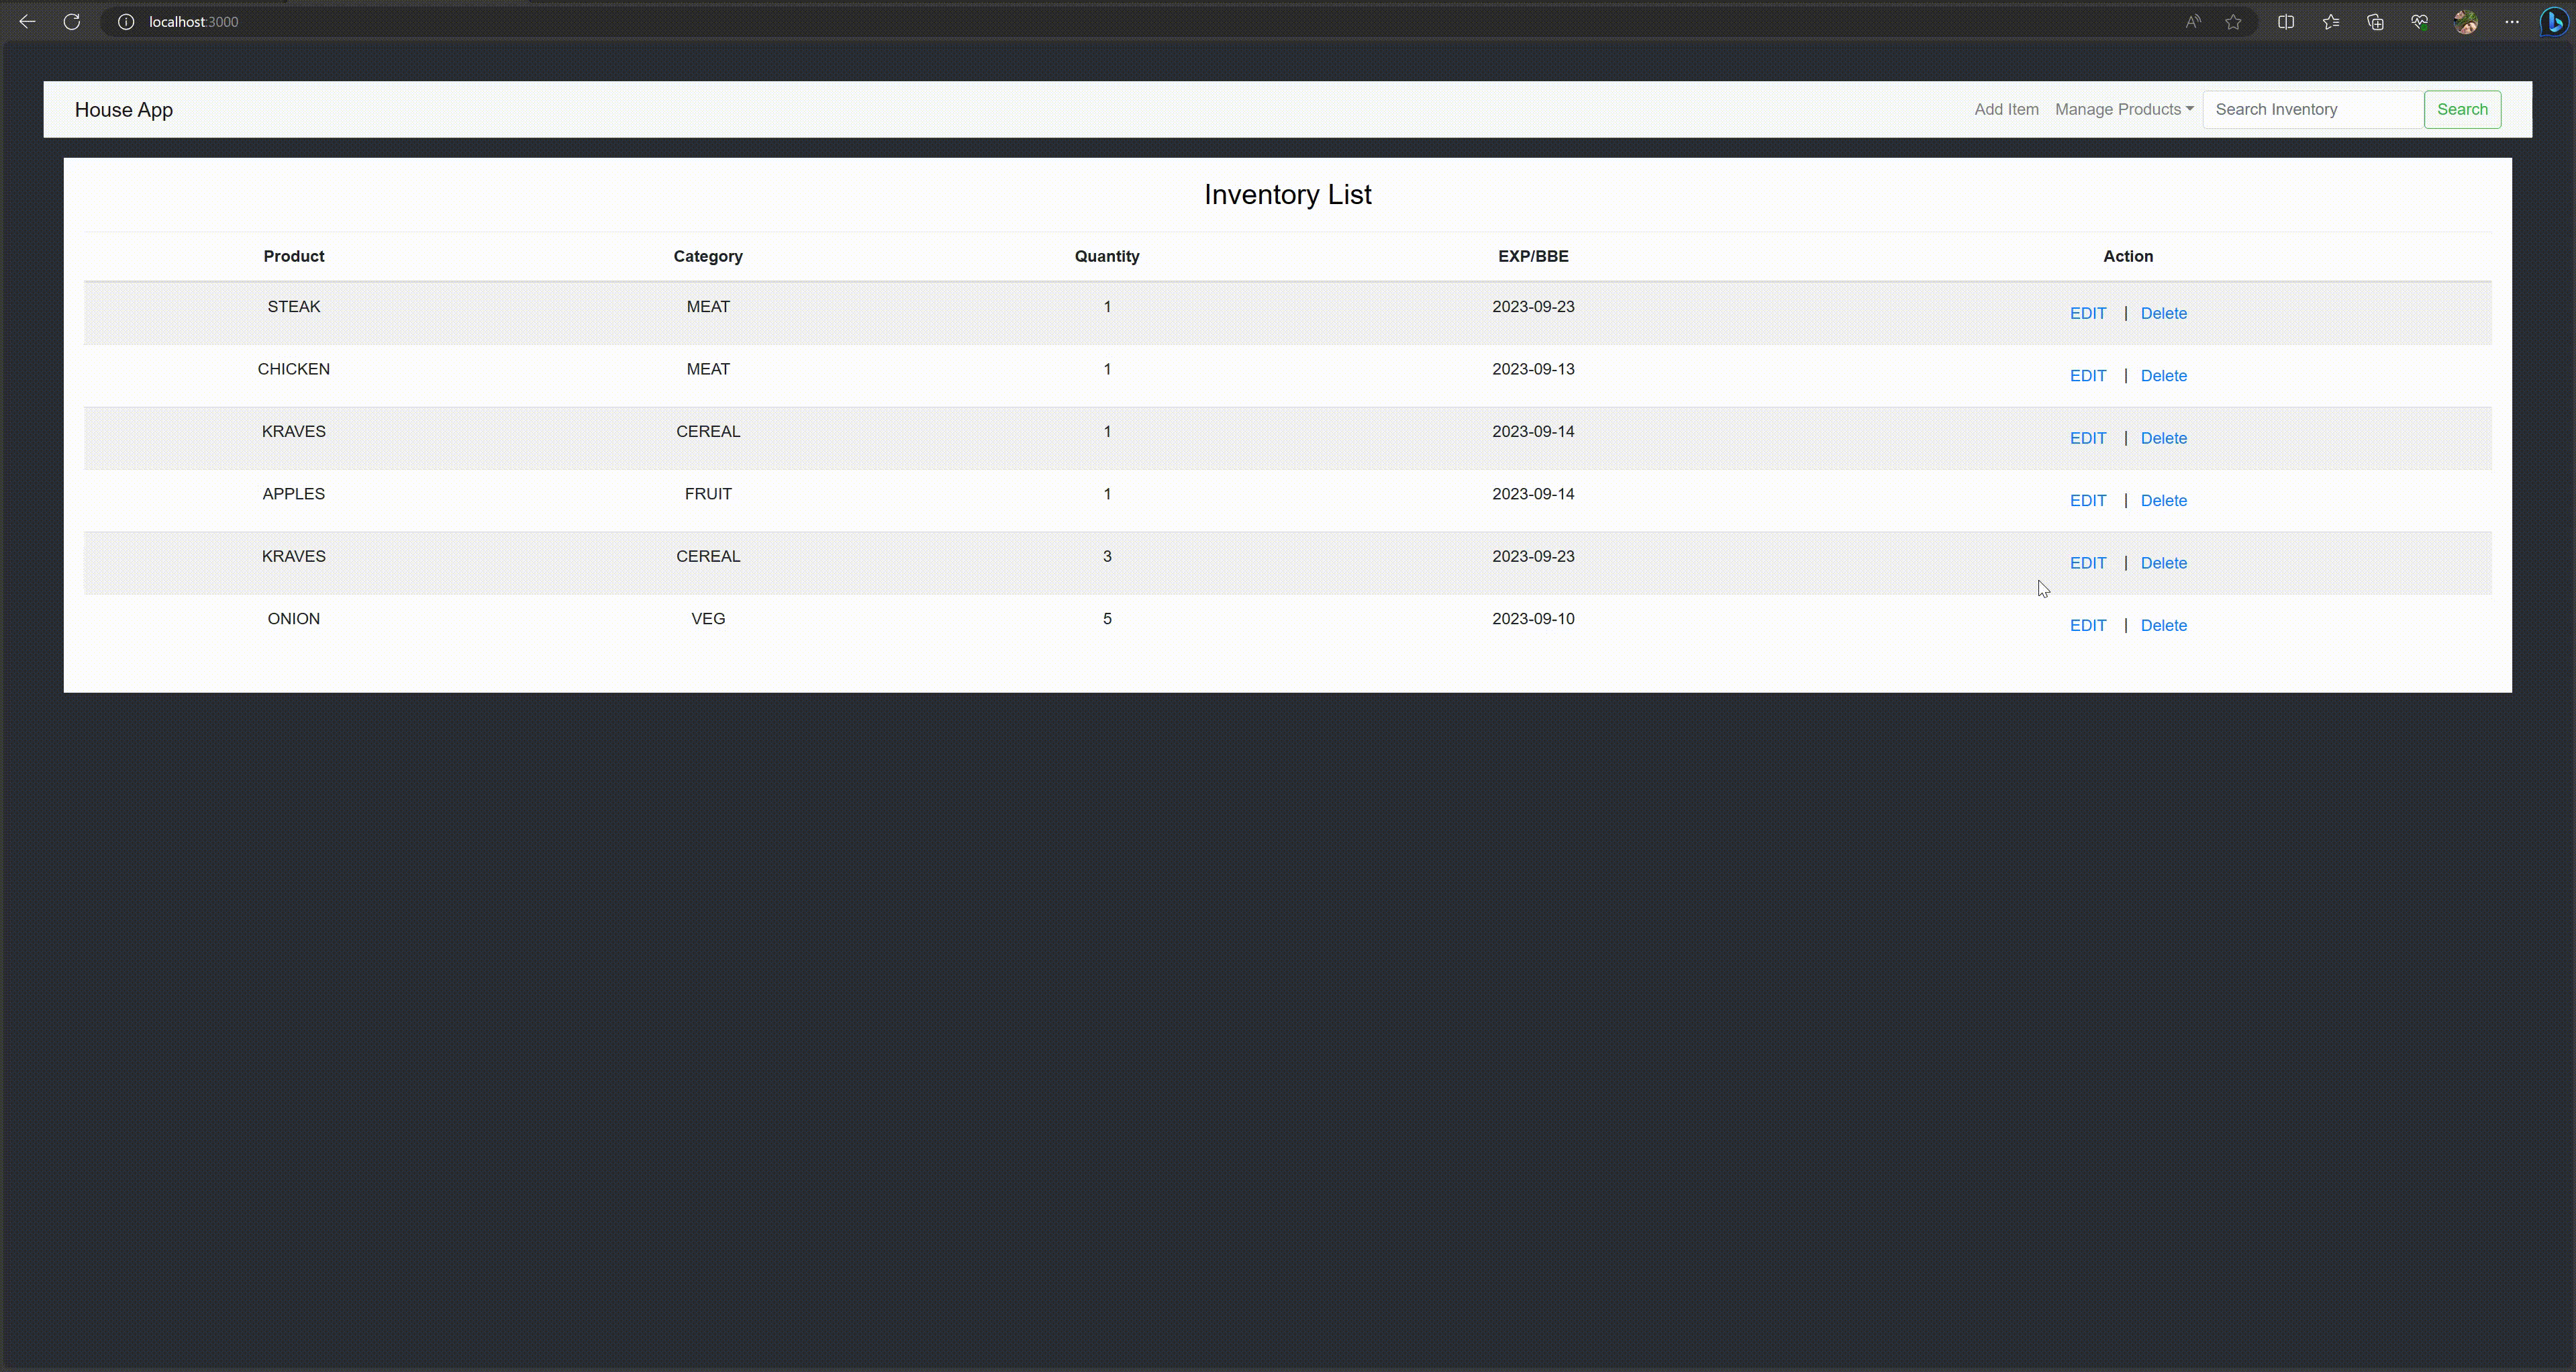 localhost:3000
House App
Add Item Manage Products Search Inventory Search
Inventory List
Product Category Quantity EXP/BBE Action
STEAK MEAT 1 2023-09-23 EDIT | Delete
CHICKEN MEAT 1 2023-09-13 EDIT | Delete
KRAVES CEREAL 1 2023-09-14 EDIT | Delete
APPLES FRUIT 1 2023-09-14 EDIT | Delete
KRAVES CEREAL 3 2023-09-23 EDIT | Delete
ONION VEG 5 2023-09-10 EDIT | Delete